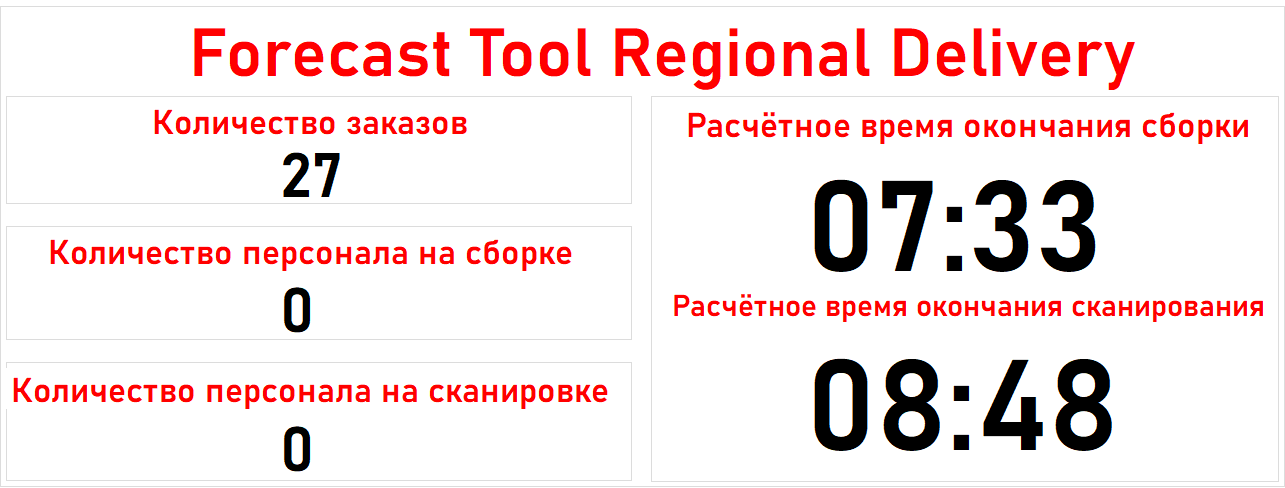 Forecast Tool Regional Delivery
Количество заказов
27
Количество персонала на сборке
0
Количество персонала на сканировке
0
Расчётное время окончания сборки
07:33
Расчётное время окончания сканирования
08:48